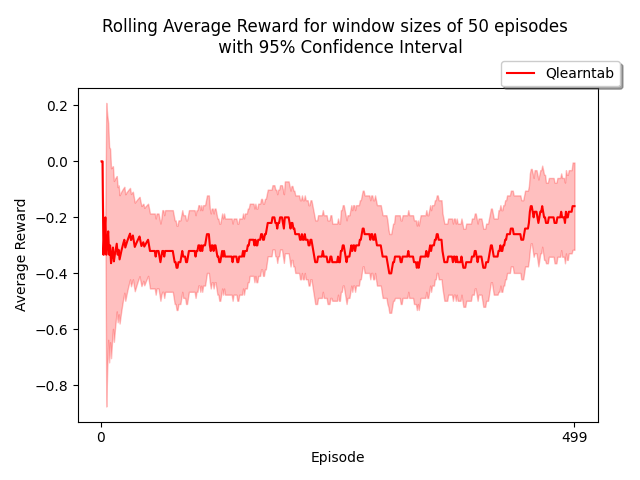 Rolling Average Reward for window sizes of 50 episodes
with 95% Confidence Interval
Qlearntab
0.2
0.0
−0.2
−0.4
−0.6
−0.8
Average Reward
0
499
Episode